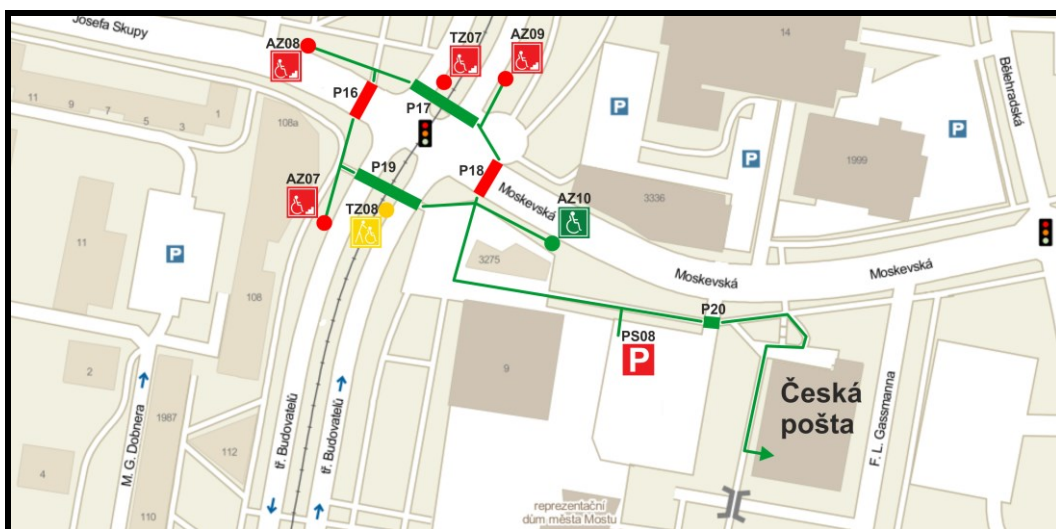 Josefa Skupy
AZ08
TZ07
AZ09
14
Bělehradská
P16
P17
P
11
9
7
5
3
1
108a
P
P
1999
P19
P18
Moskevská
AZ10
3336
AZ07
TZ08
11
P
3275
Moskevská
Moskevská
108
P20
PS08
P
9
2
M. G. Dobnera
1987
tř. Budovatelů
tř. Budovatelů
Česká
pošta
F. L. Gassmanna
112
4
110
reprezentační
dům města Mostu